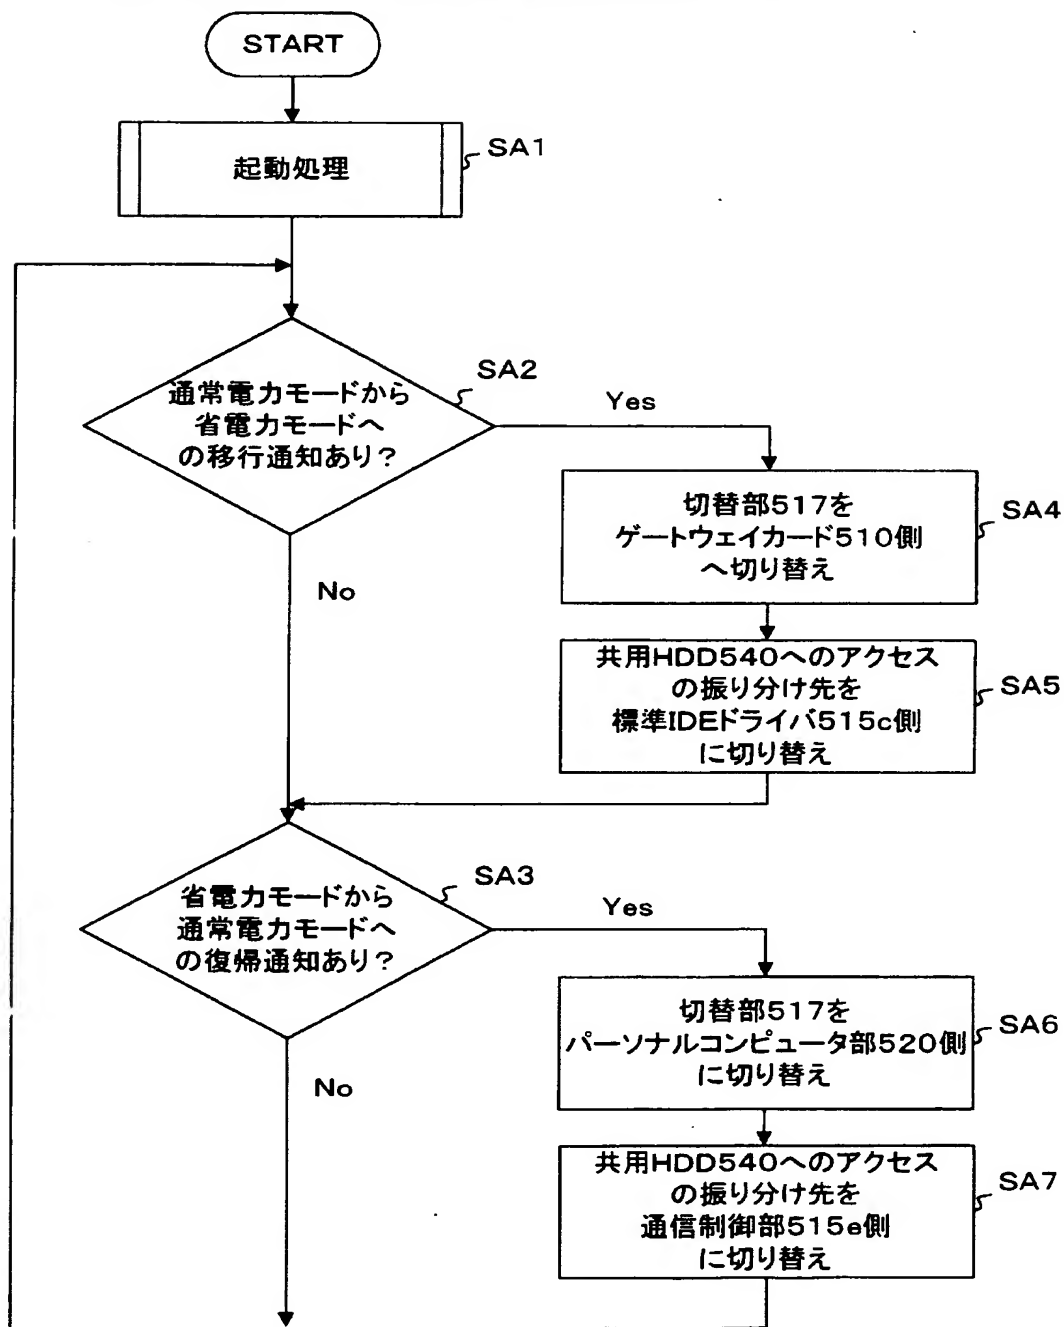 START
起動処理
SA1
通常電力モードから
省電力モードへ
の移行通知あり?
SA2
Yes
No
切替部517を
ゲートウェイカード510側
へ切り替え
SA4
共用HDD540へのアクセス
の振り分け先を
標準IDEドライバ515c側
に切り替え
SA5
省電力モードから
通常電力モードへ
の復帰通知あり?
SA3
Yes
No
切替部517を
パーソナルコンピュータ部520側
に切り替え
SA6
共用HDD540へのアクセス
の振り分け先を
通信制御部515e側
に切り替え
SA7